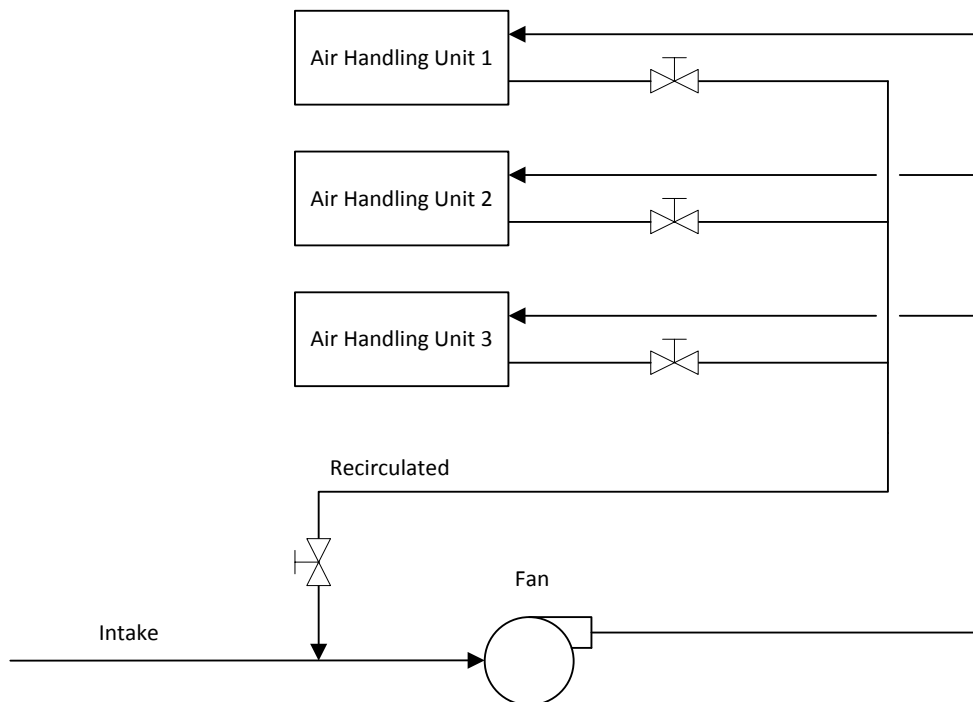 Air Handling Unit 1
Air Handling Unit 2
Air Handling Unit 3
Recirculated
Fan
Intake